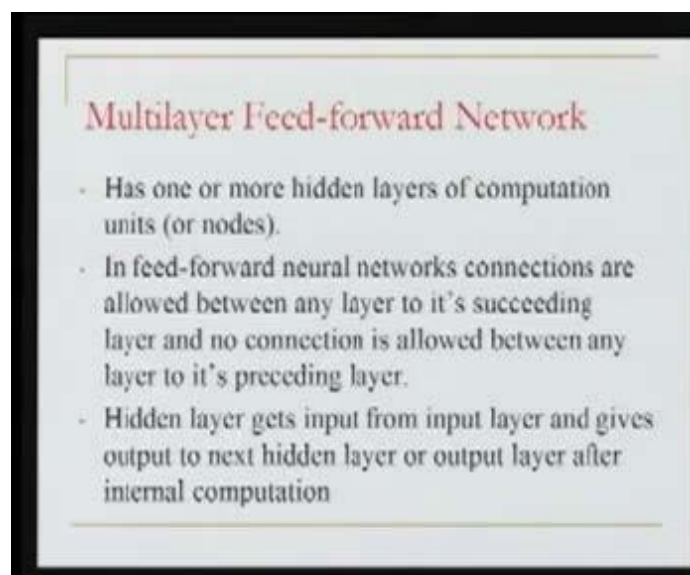 Multilayer Feed-forward Network
- Has one or more hidden layers of computation
units (or nodes).
- In feed-forward neural networks connections are
allowed between any layer to it's succeeding
layer and no connection is allowed between any
layer to it's preceding layer.
- Hidden layer gets input from input layer and gives
output to next hidden layer or output layer after
internal computation